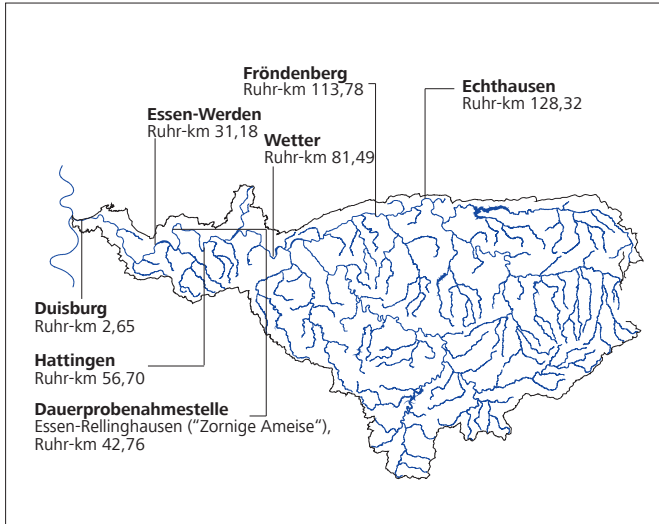 Fröndenberg
Ruhr-km 113,78
Echthausen
Ruhr-km 128,32
Essen-Werden
Ruhr-km 31,18
Wetter
Ruhr-km 81,49
Duisburg
Ruhr-km 2,65
Hattingen
Ruhr-km 56,70
Dauerprobenahmestelle
Essen-Rellinghausen (“Zornige Ameise“),
Ruhr-km 42,76